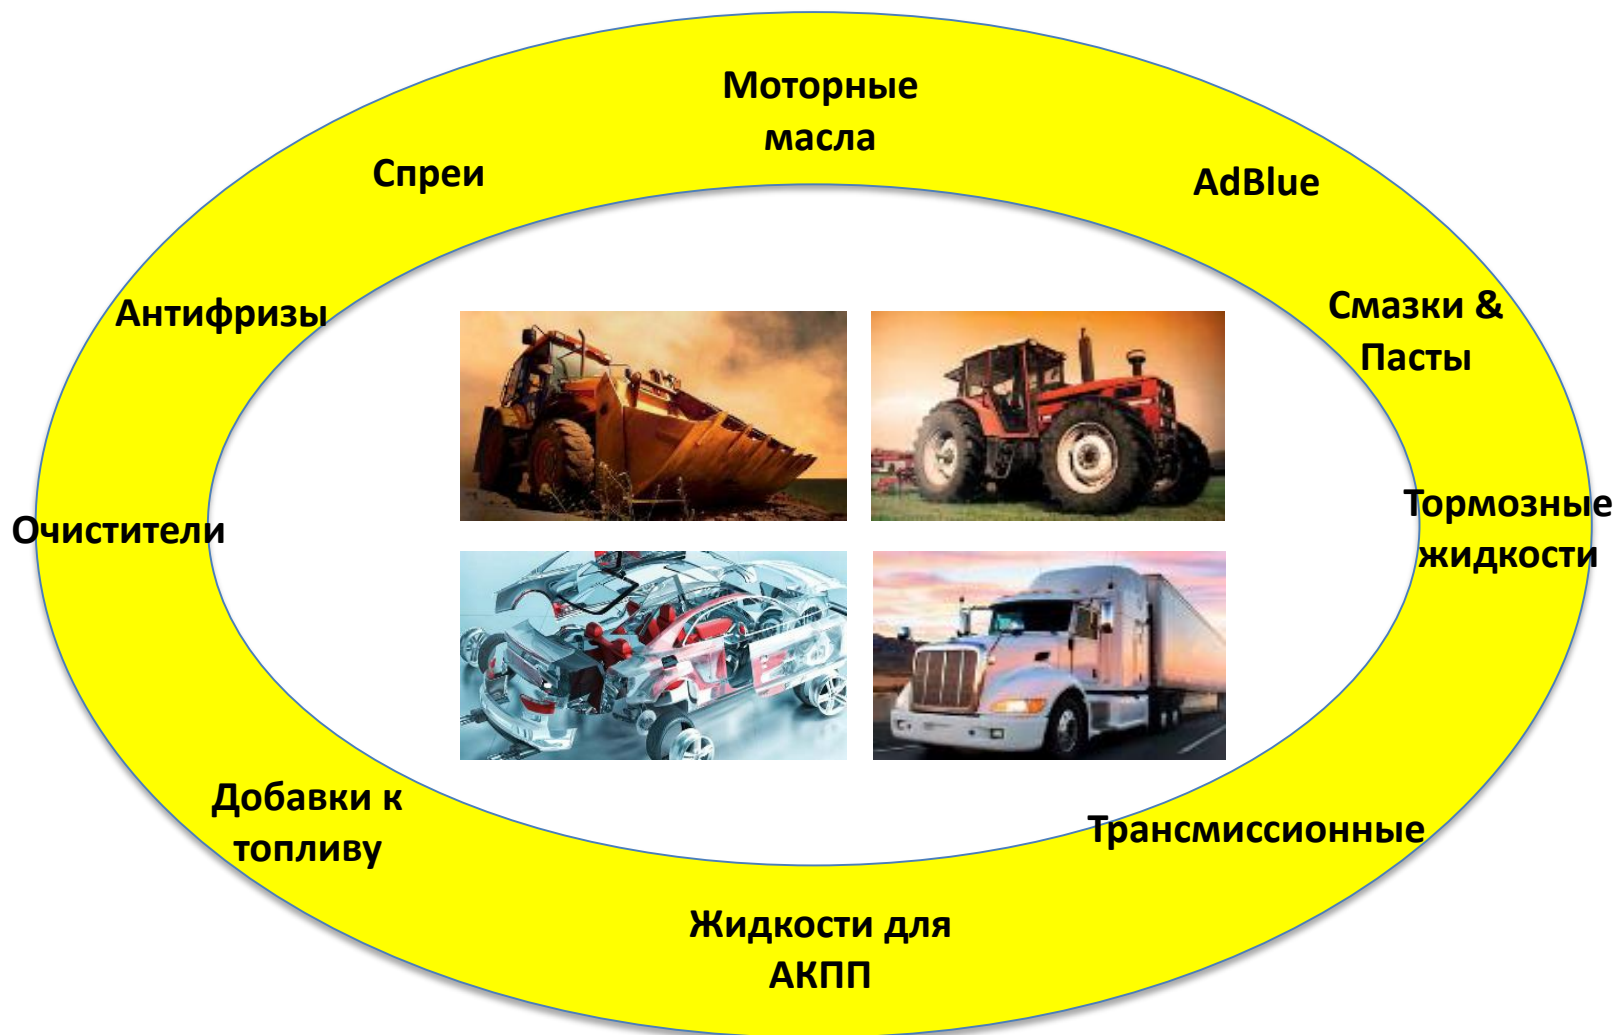 Моторные
масла
Спреи
AdBlue
Антифризы
Смазки &
Пасты
Очистители
Тормозные
жидкости
Добавки к
топливу
Трансмиссионные
Жидкости для
АКПП